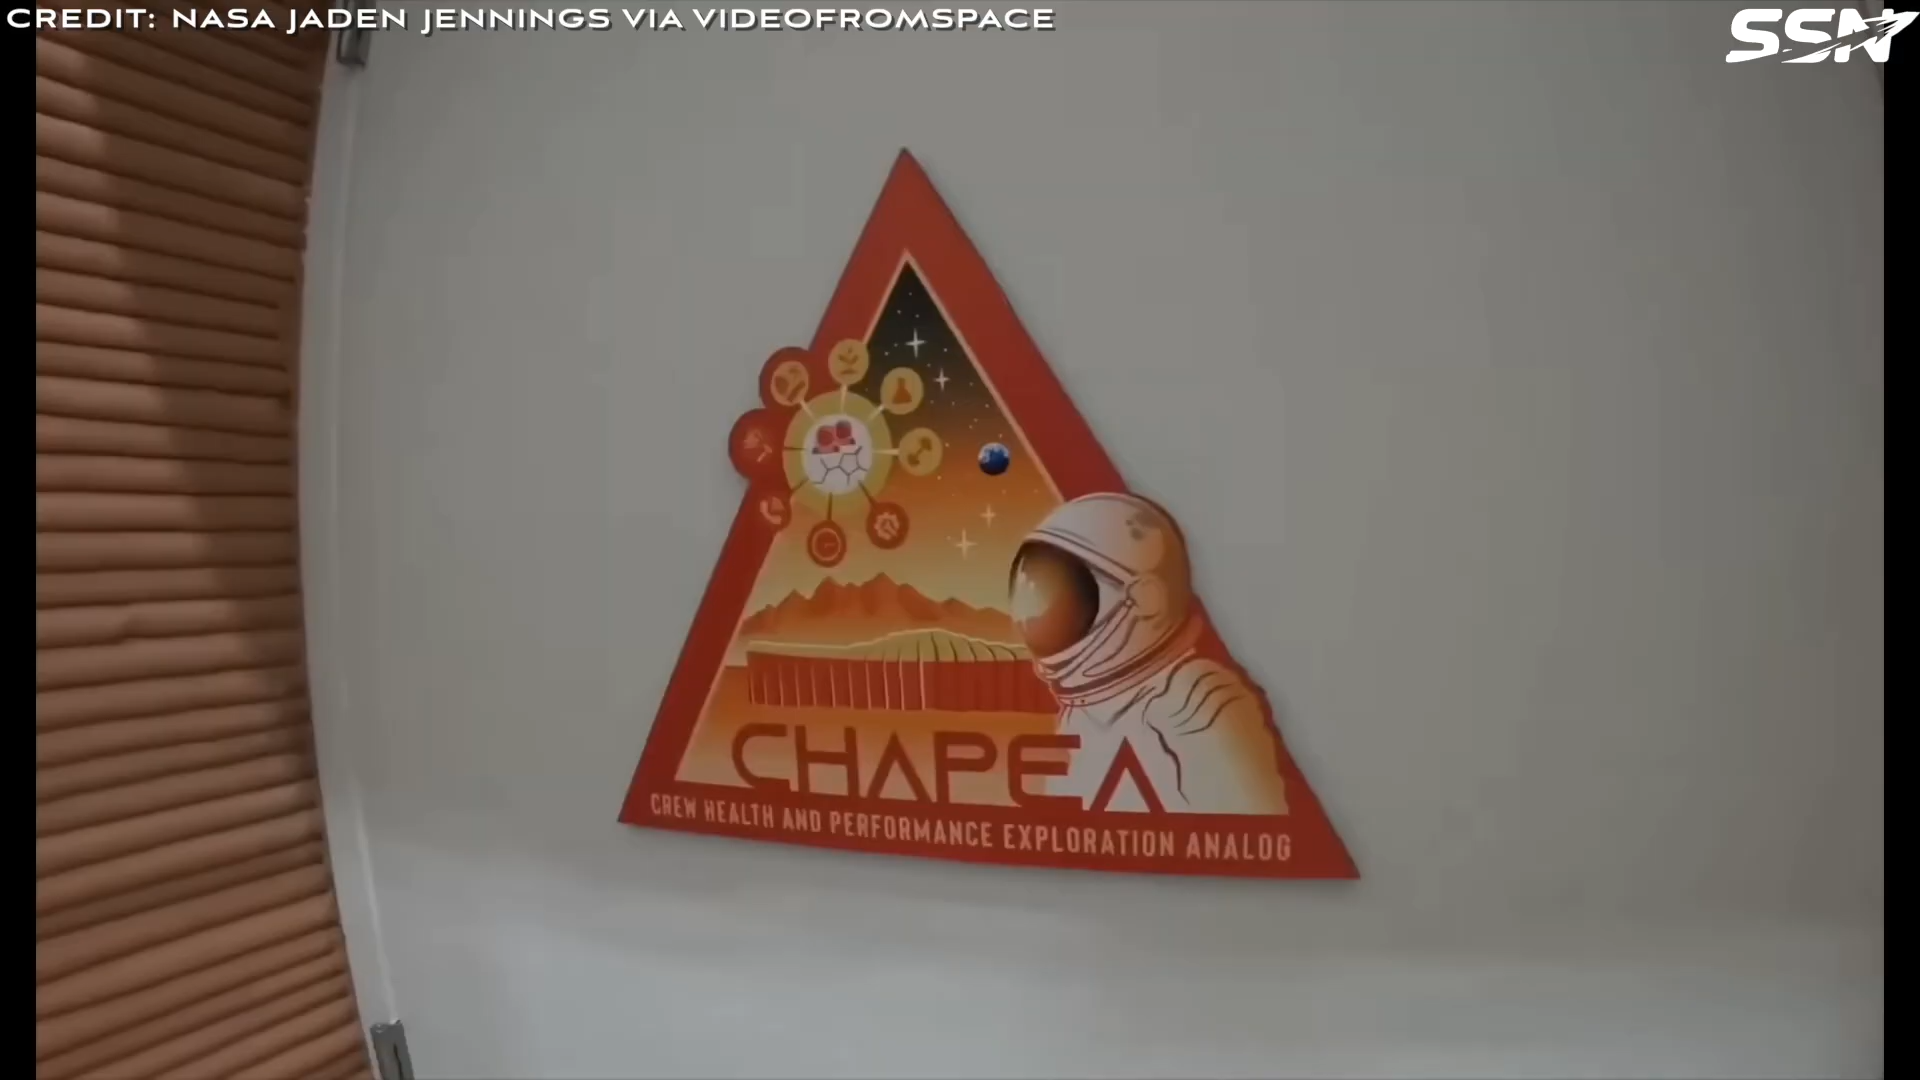 CREDIT: NASA JADEN JENNINGS VIA VIDEOFROMSPACE
SSN
CHAPEA
CREW HEALTH AND PERFORMANCE EXPLORATION ANALOG